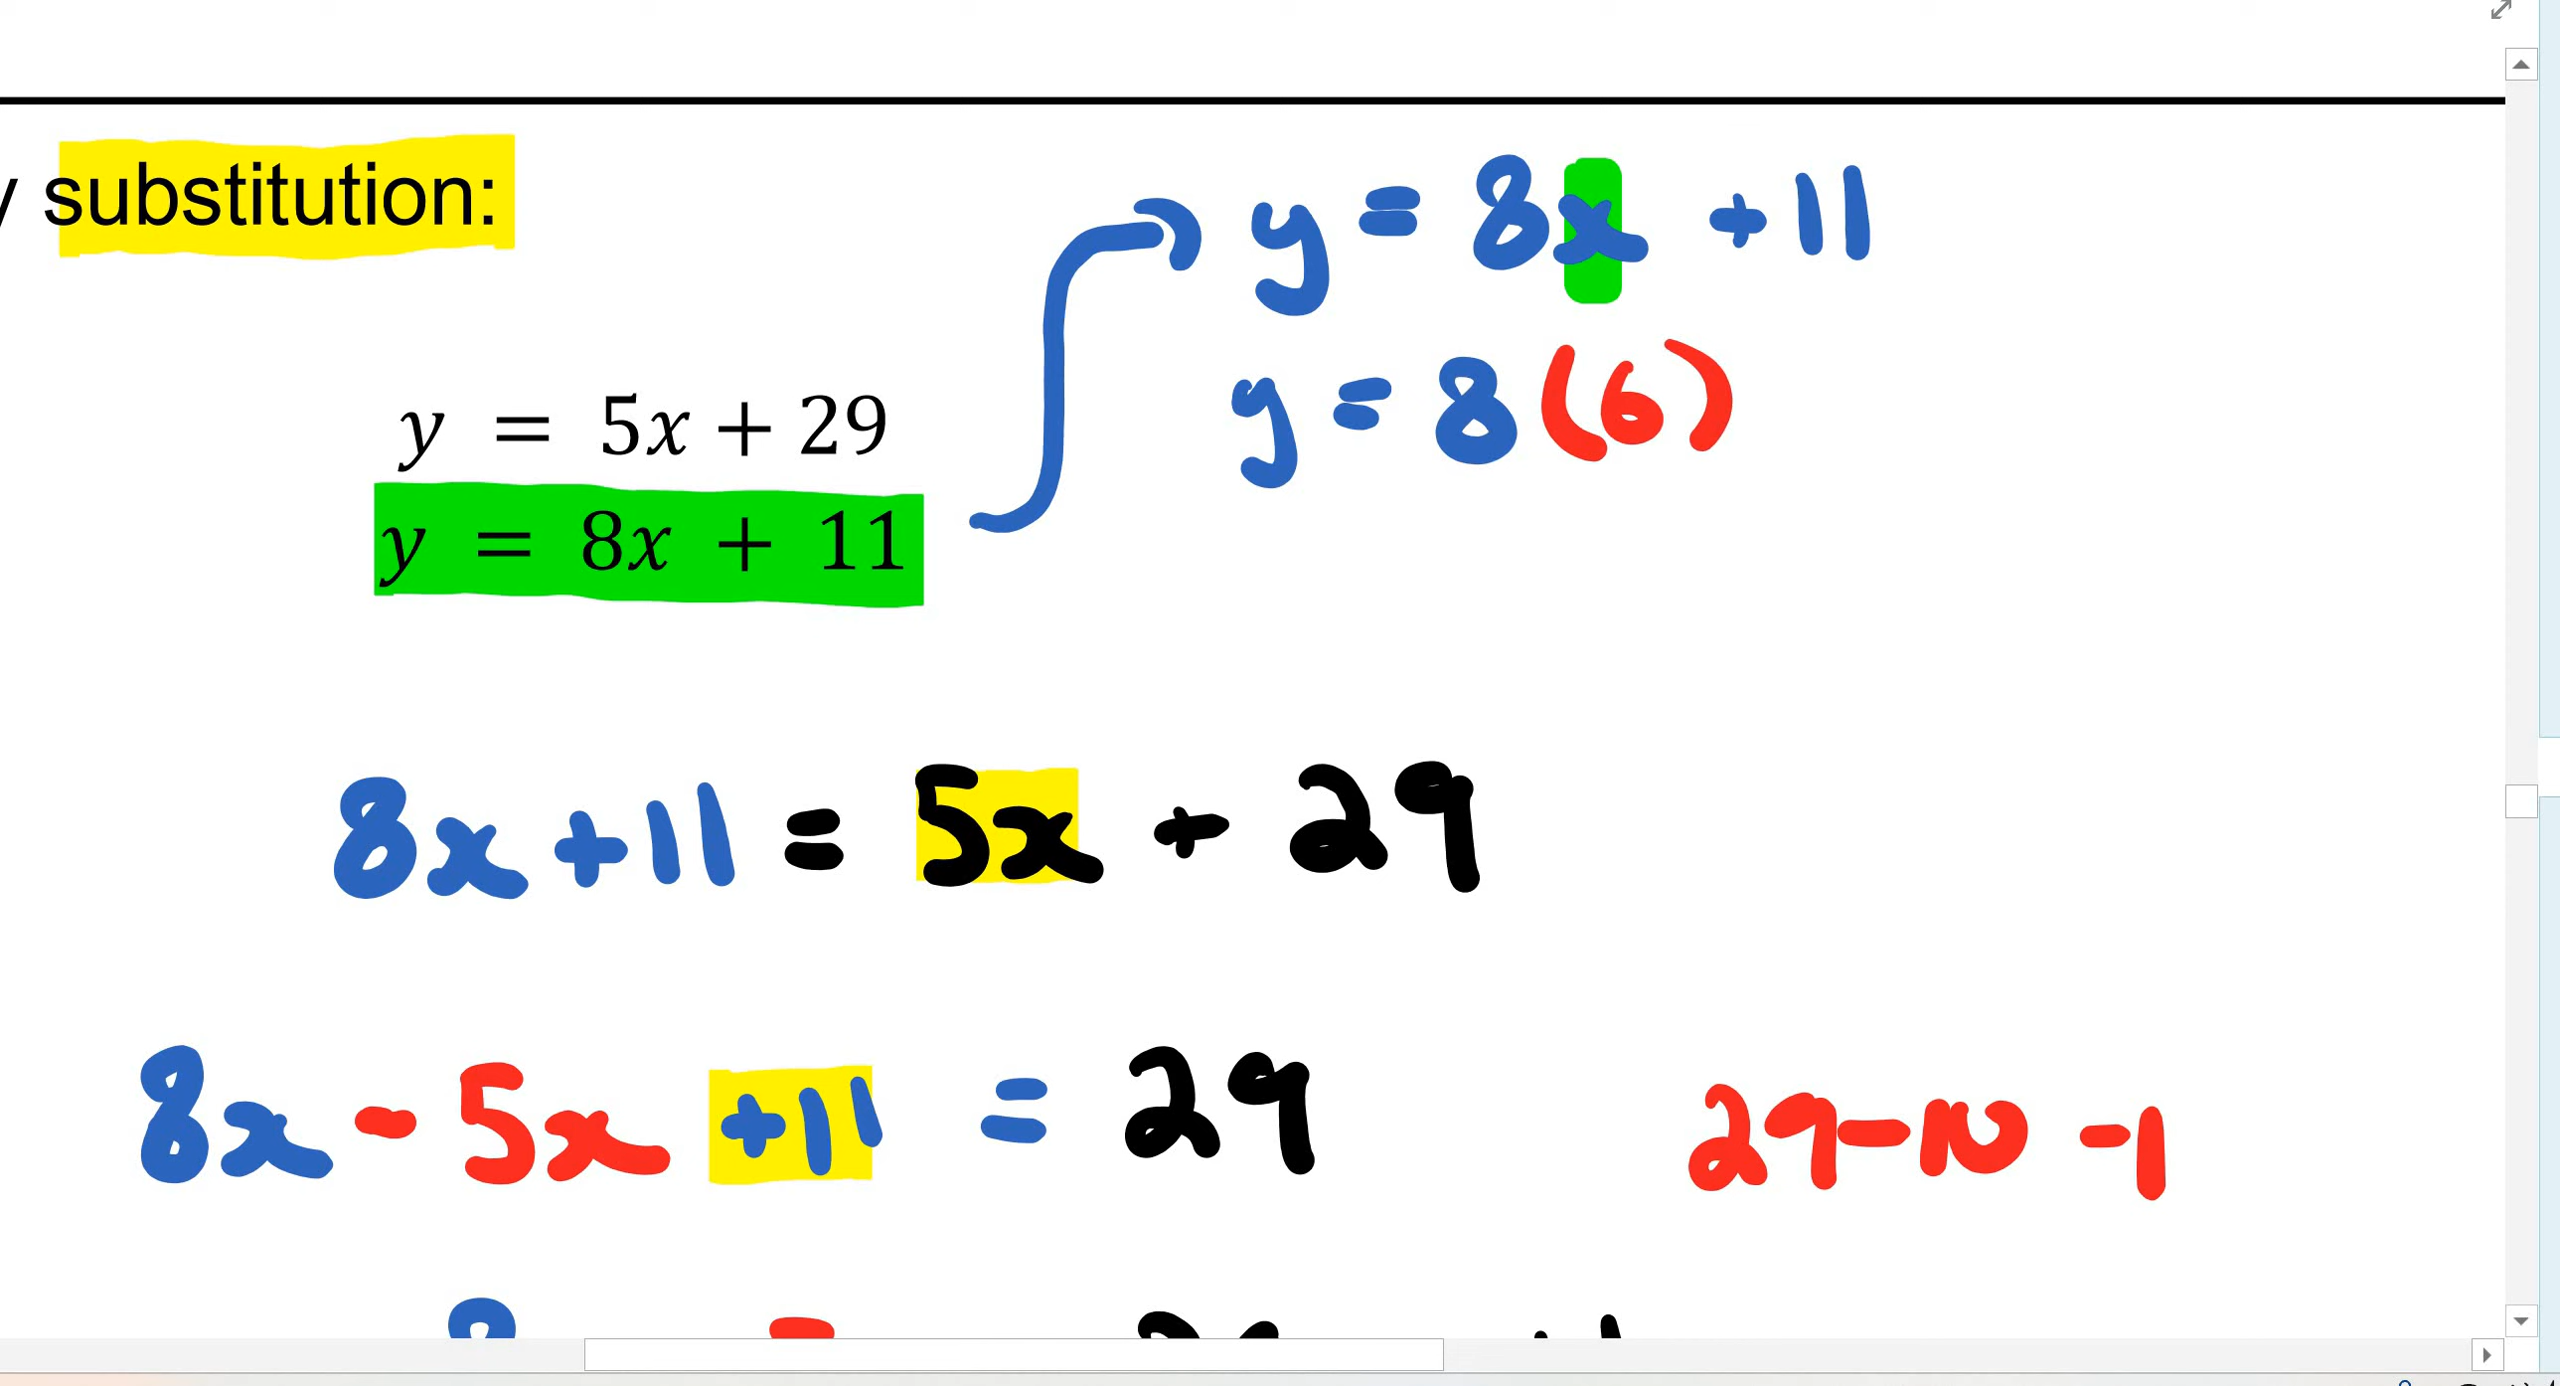 substitution:
y = 8x + 11
y = 8 (6)
y = 5x + 29
y = 8x + 11
8x + 11 = 5x + 29
8x - 5x + 11 = 29
29 - 10 - 1